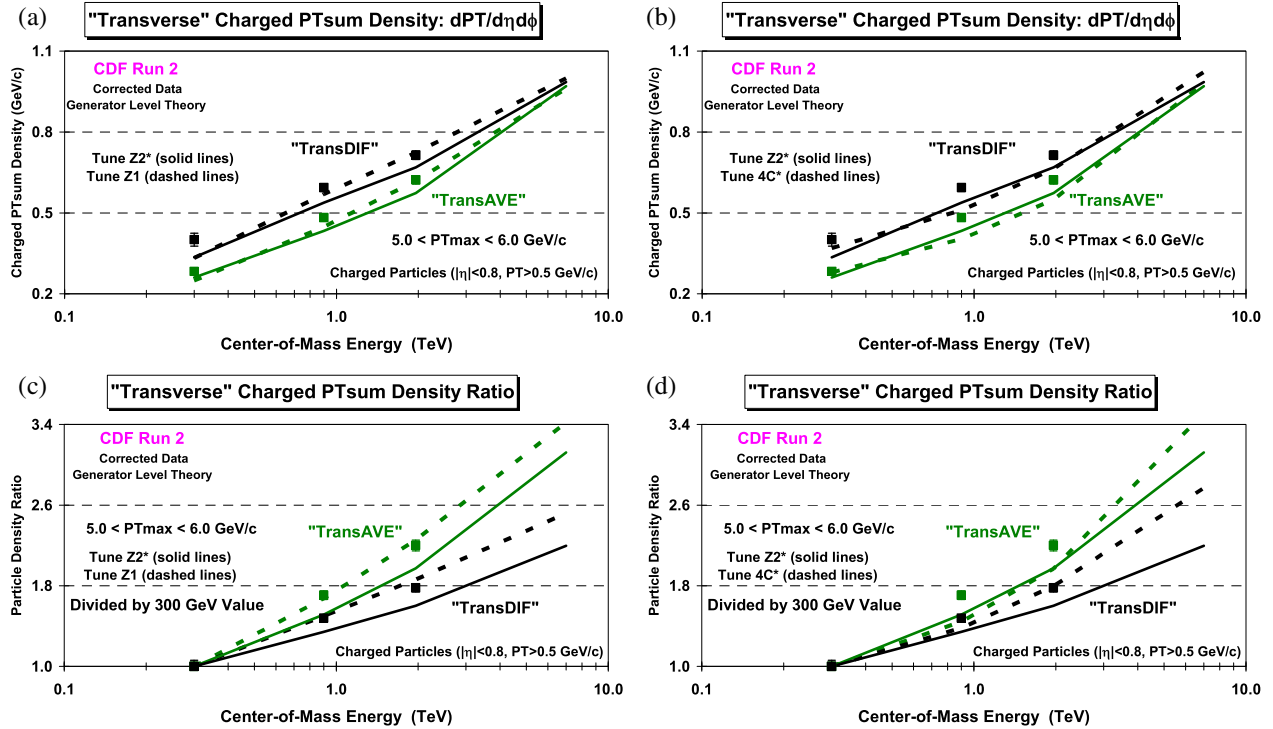 (a)
"Transverse" Charged PTsum Density: dPT/dηdϕ
Charged PTsum Density (GeV/c)
1.1
0.8
0.5
0.2
CDF Run 2
Corrected Data
Generator Level Theory
Tune Z2* (solid lines)
Tune Z1 (dashed lines)
"TransDIF"
"TransAVE"
5.0 < PTmax < 6.0 GeV/c
Charged Particles (|η|<0.8, PT>0.5 GeV/c)
0.1
1.0
10.0
Center-of-Mass Energy (TeV)
(b)
"Transverse" Charged PTsum Density: dPT/dηdϕ
Charged PTsum Density (GeV/c)
1.1
0.8
0.5
0.2
CDF Run 2
Corrected Data
Generator Level Theory
Tune Z2* (solid lines)
Tune 4C* (dashed lines)
"TransDIF"
"TransAVE"
5.0 < PTmax < 6.0 GeV/c
Charged Particles (|η|<0.8, PT>0.5 GeV/c)
0.1
1.0
10.0
Center-of-Mass Energy (TeV)
(c)
"Transverse" Charged PTsum Density Ratio
Particle Density Ratio
3.4
2.6
1.8
1.0
CDF Run 2
Corrected Data
Generator Level Theory
5.0 < PTmax < 6.0 GeV/c
"TransAVE"
Tune Z2* (solid lines)
Tune Z1 (dashed lines)
Divided by 300 GeV Value
"TransDIF"
Charged Particles (|η|<0.8, PT>0.5 GeV/c)
0.1
1.0
10.0
Center-of-Mass Energy (TeV)
(d)
"Transverse" Charged PTsum Density Ratio
Particle Density Ratio
3.4
2.6
1.8
1.0
CDF Run 2
Corrected Data
Generator Level Theory
5.0 < PTmax < 6.0 GeV/c
"TransAVE"
Tune Z2* (solid lines)
Tune 4C* (dashed lines)
Divided by 300 GeV Value
"TransDIF"
Charged Particles (|η|<0.8, PT>0.5 GeV/c)
0.1
1.0
10.0
Center-of-Mass Energy (TeV)